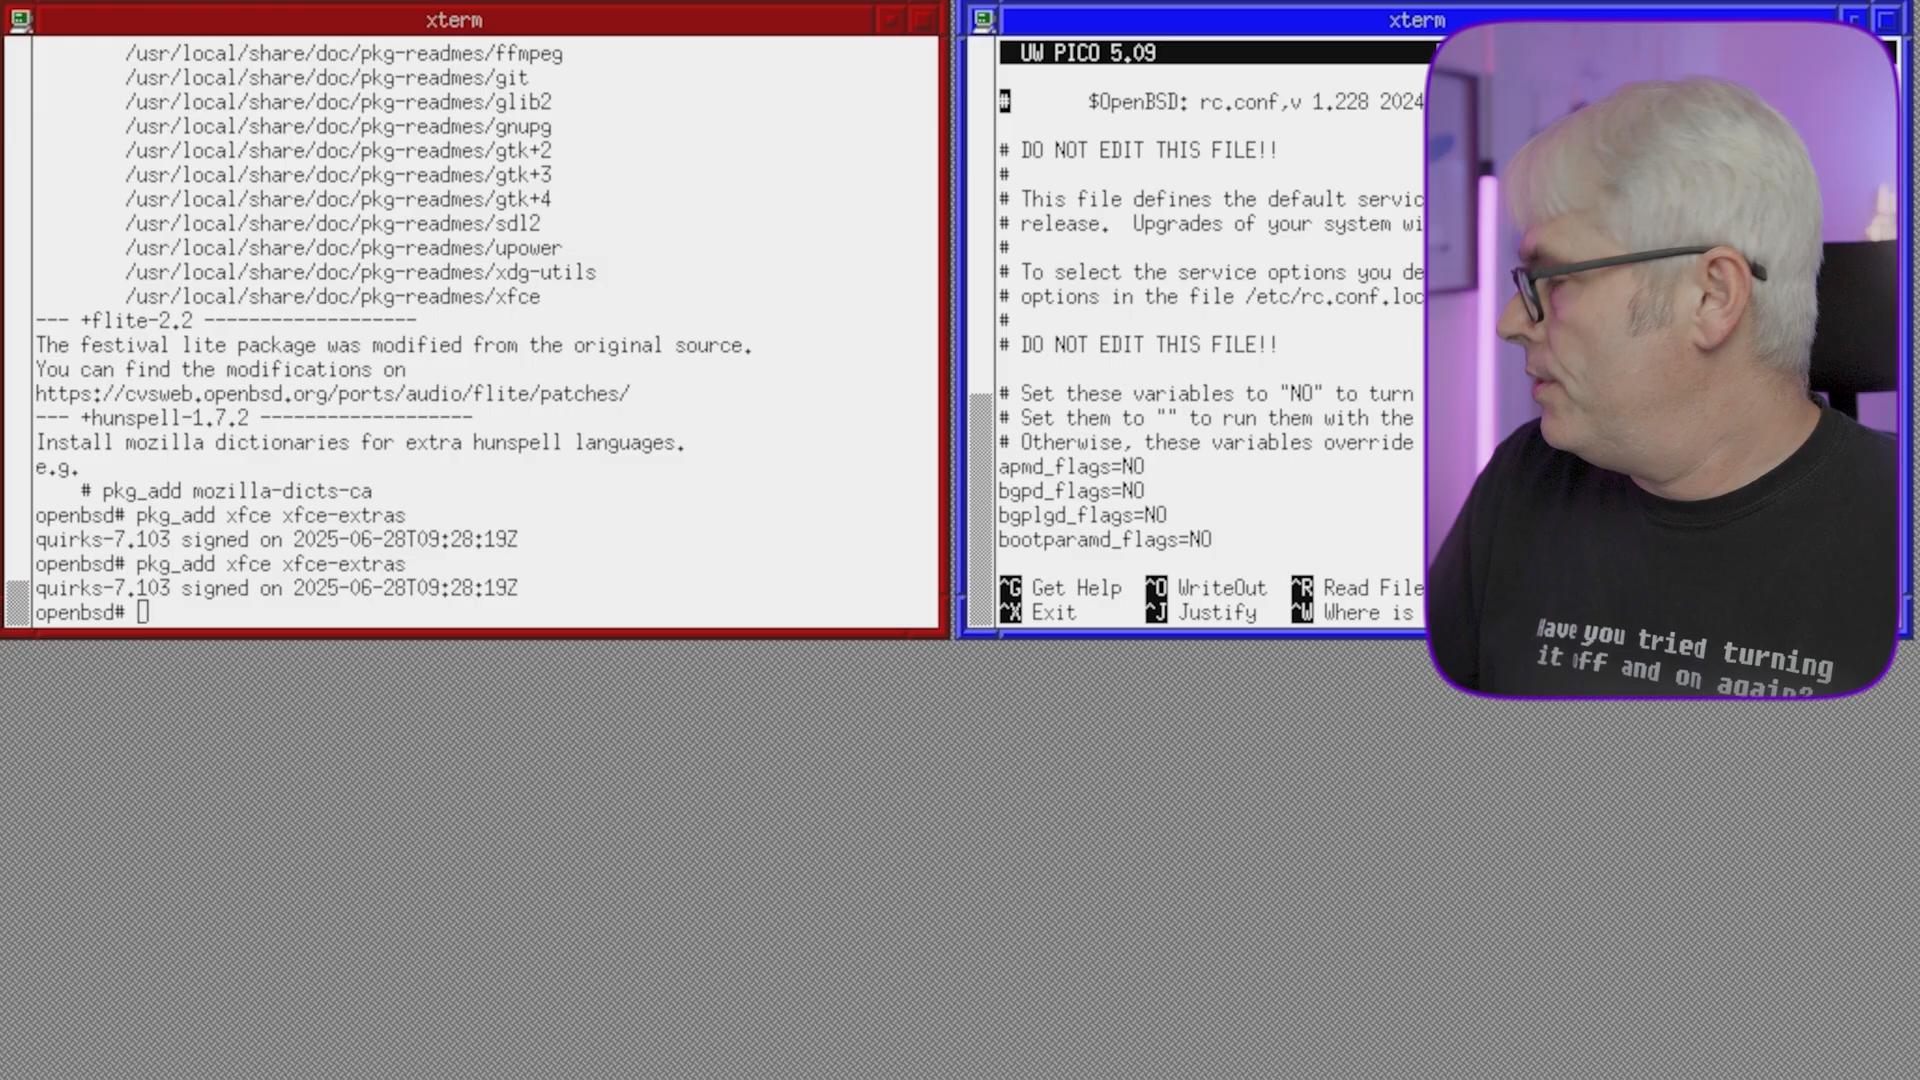 xterm
/usr/local/share/doc/pkg-readmes/ffmpeg
/usr/local/share/doc/pkg-readmes/git
/usr/local/share/doc/pkg-readmes/glib2
/usr/local/share/doc/pkg-readmes/gnupg
/usr/local/share/doc/pkg-readmes/gtk+2
/usr/local/share/doc/pkg-readmes/gtk+3
/usr/local/share/doc/pkg-readmes/gtk+4
/usr/local/share/doc/pkg-readmes/sdl2
/usr/local/share/doc/pkg-readmes/upower
/usr/local/share/doc/pkg-readmes/xdg-utils
/usr/local/share/doc/pkg-readmes/xfce
--- +flite-2.2 -------------------
The festival lite package was modified from the original source.
You can find the modifications on
https://cvsweb.openbsd.org/ports/audio/flite/patches/
--- +hunspell-1.7.2 -------------------
Install mozilla dictionaries for extra hunspell languages.
e.g.
# pkg_add mozilla-dicts-ca
openbsd# pkg_add xfce xfce-extras
quirks-7.103 signed on 2025-06-28T09:28:19Z
openbsd# pkg_add xfce xfce-extras
quirks-7.103 signed on 2025-06-28T09:28:19Z
openbsd#
xterm
UW PICO 5.09
# $OpenBSD: rc.conf,v 1.228 2024
# DO NOT EDIT THIS FILE!!
#
# This file defines the default servic
# release. Upgrades of your system wi
#
# To select the service options you de
# options in the file /etc/rc.conf.loc
#
# DO NOT EDIT THIS FILE!!
# Set these variables to "NO" to turn
# Set them to "" to run them with the
# Otherwise, these variables override
apmd_flags=NO
bgpd_flags=NO
bgplgd_flags=NO
bootparamd_flags=NO
^G Get Help ^O WriteOut ^R Read File
^X Exit ^J Justify ^W Where is
Have you tried turning
it off and on again?